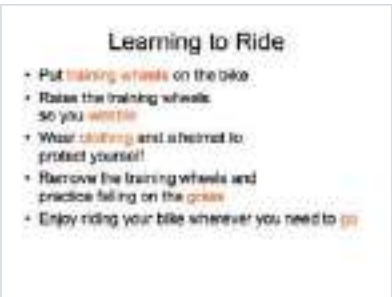 Learning to Ride
• Put training wheels on the bike
• Raise the training wheels
so you wobble
• Wear clothing and a helmet to
protect yourself
• Remove the training wheels and
practice falling on the grass
• Enjoy riding your bike wherever you need to go